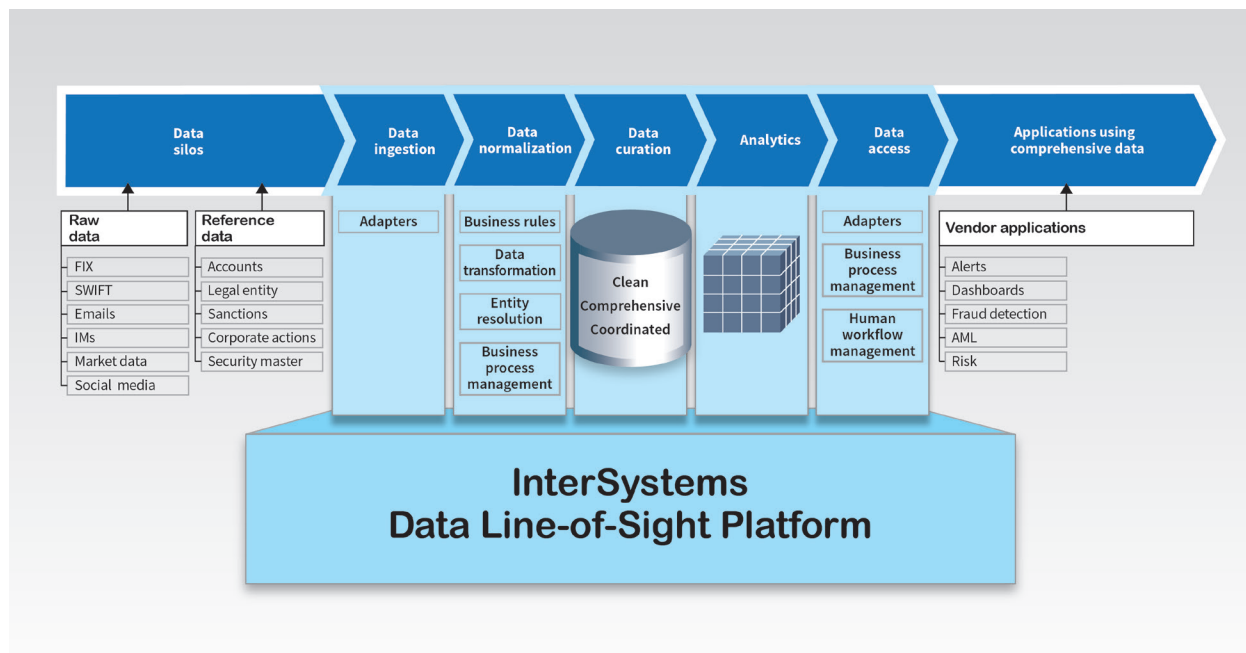 Data
silos
Data
ingestion
Data
normalization
Data
curation
Analytics
Data
access
Applications using
comprehensive data
Raw
data
FIX
SWIFT
Emails
IMs
Market data
Social media
Reference
data
Accounts
Legal entity
Sanctions
Corporate actions
Security master
Adapters
Business rules
Data
transformation
Entity
resolution
Business
process
management
Clean
Comprehensive
Coordinated
Adapters
Business
process
management
Human
workflow
management
Vendor applications
Alerts
Dashboards
Fraud detection
AML
Risk
InterSystems
Data Line-of-Sight Platform